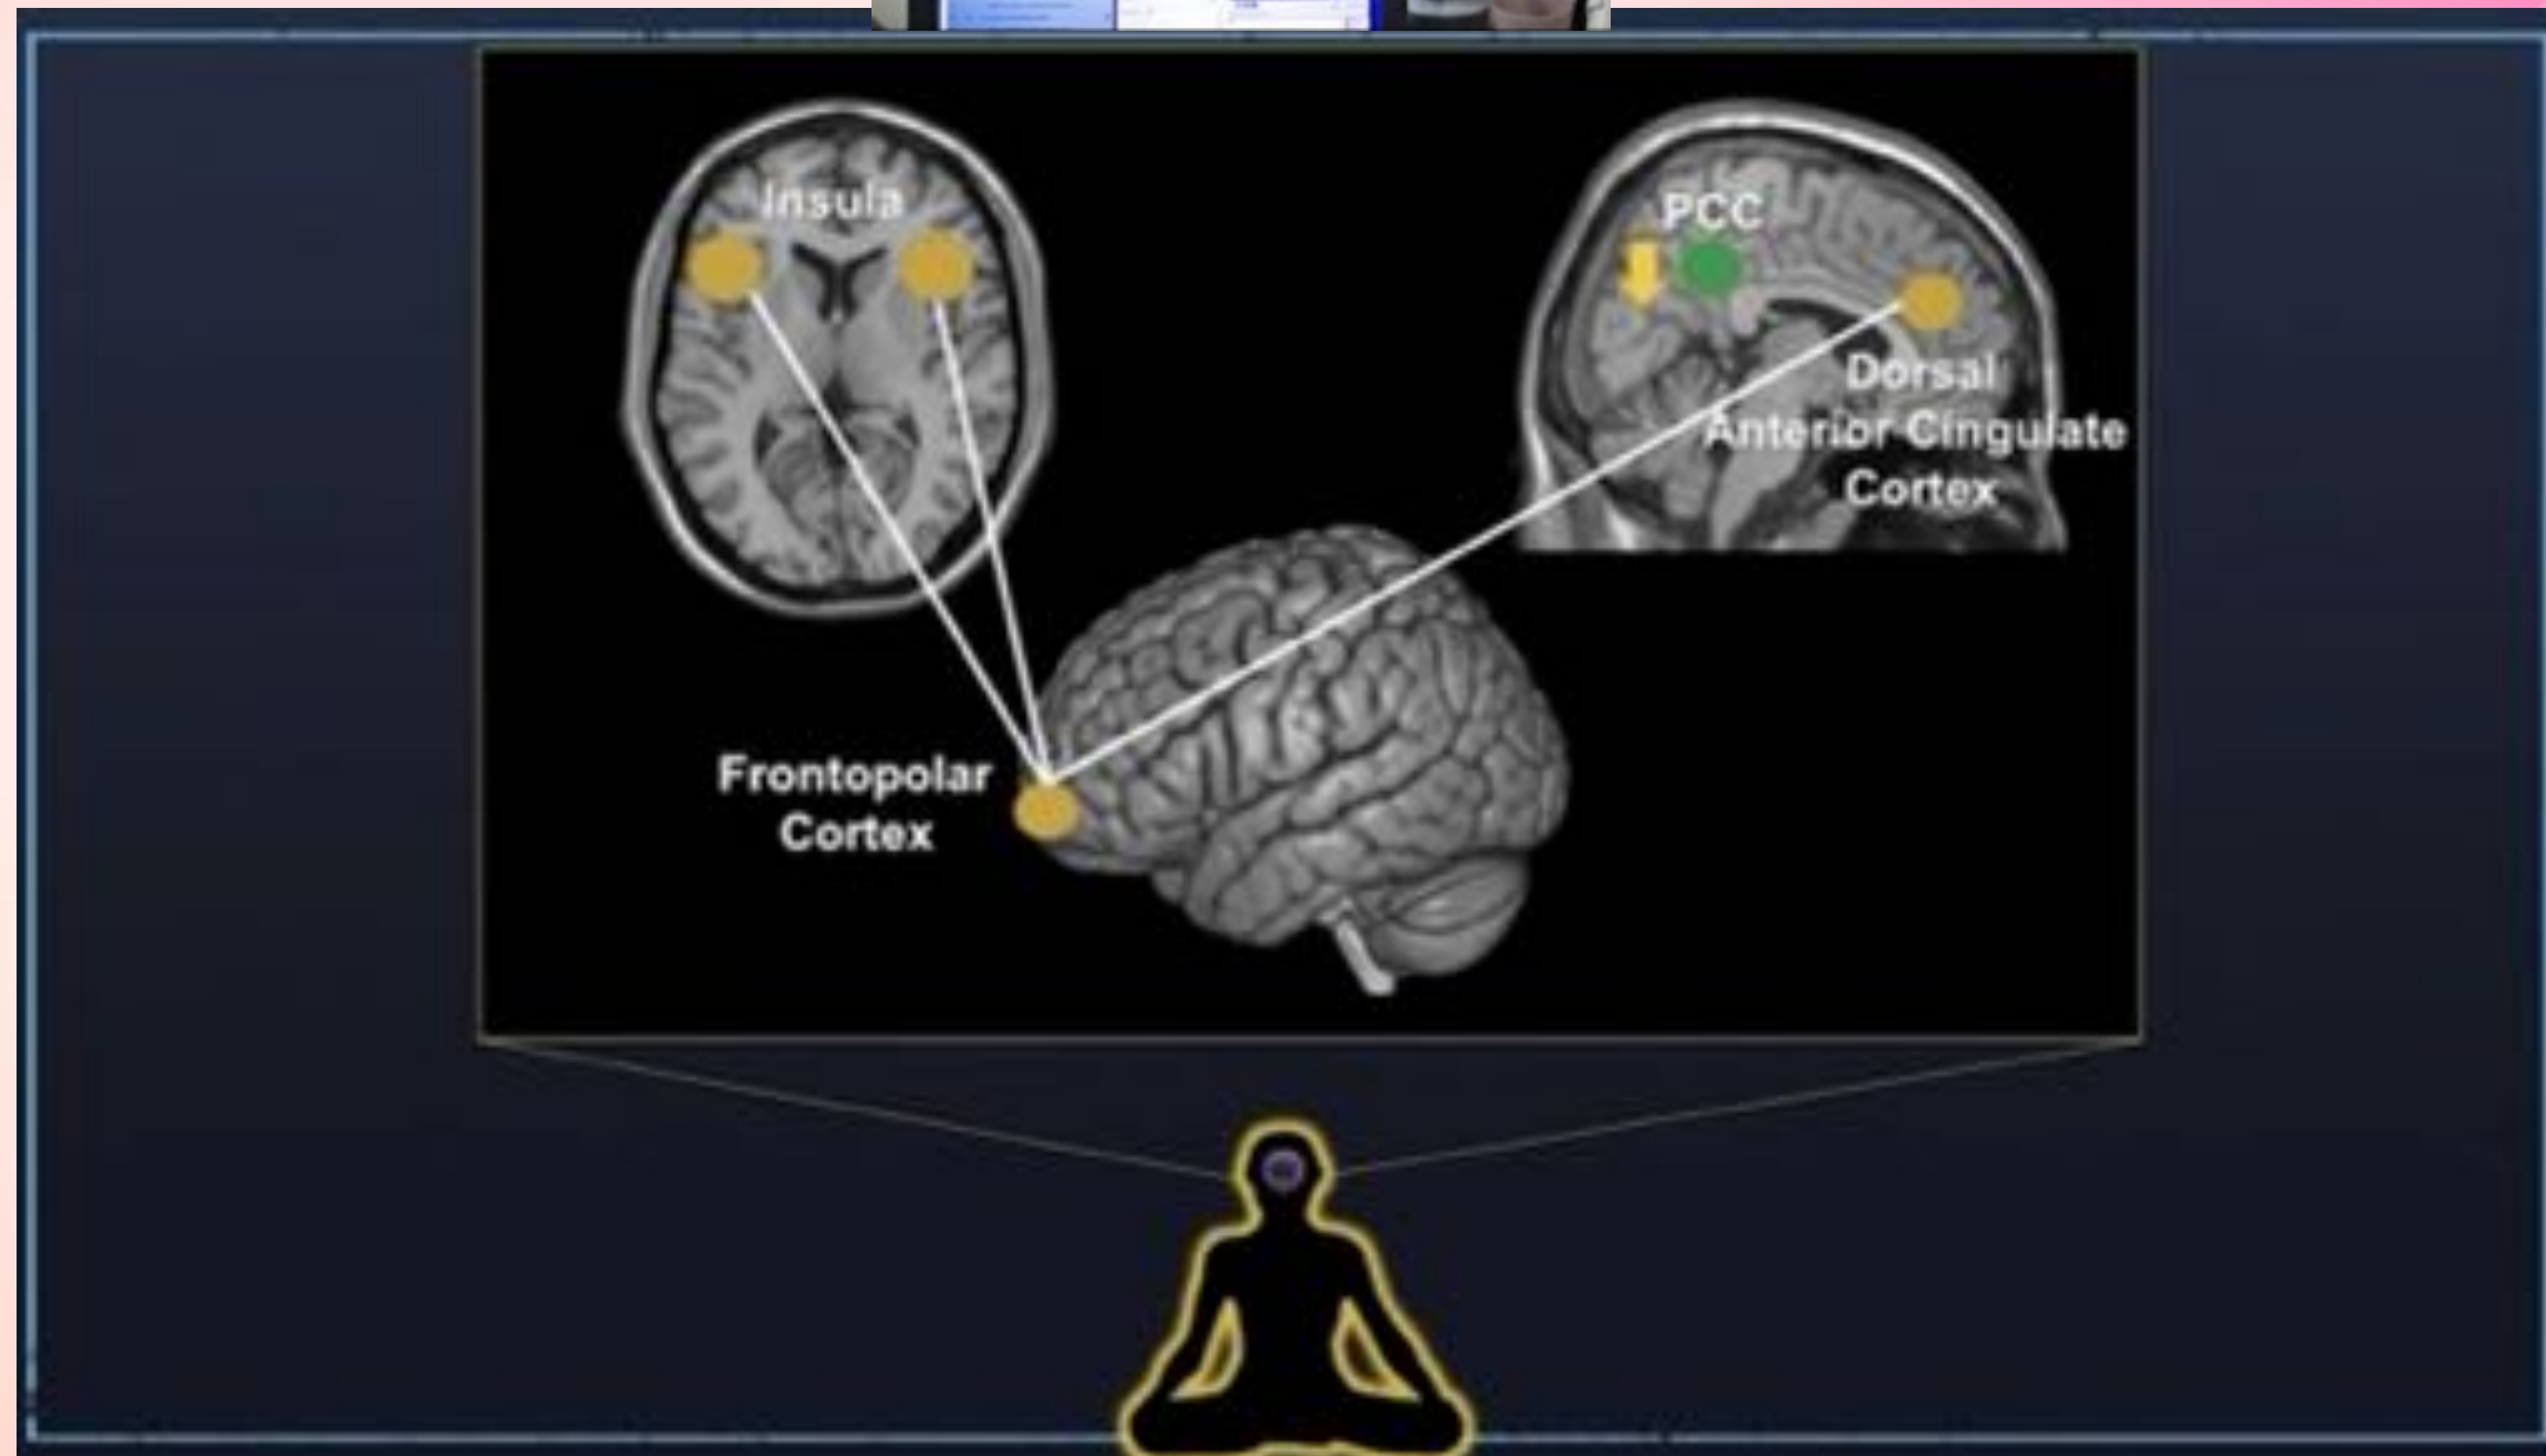 Insula
PCC
Dorsal
Anterior Cingulate
Cortex
Frontopolar
Cortex